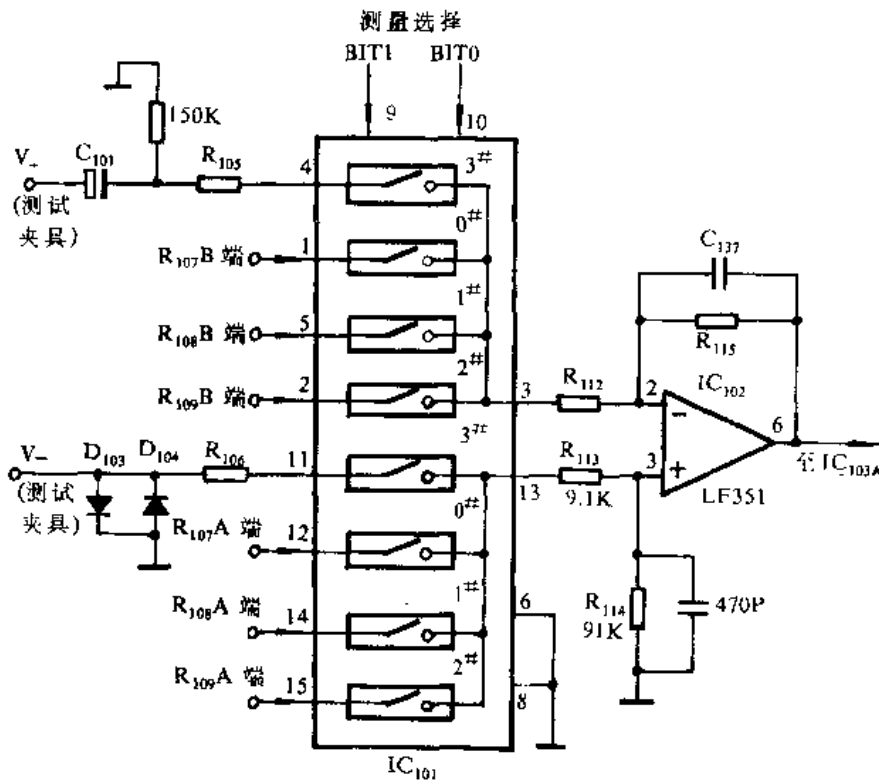 测量选择
BIT1 BIT0
9 10
150K
V+ C101 R105 4 3#
(测试
夹具)
0#
R107B 端 1
1#
R108B 端 5
2#
R109B 端 2
3#
3 R112 2 −
C137
R115
IC102
6
至IC103A
LF351
V− D103 D104 R106 11
(测试
夹具)
13 R113 3 +
9.1K
0#
R107A 端 12
1#
R108A 端 14
2#
R109A 端 15
6
8
R114
91K
470P
IC101